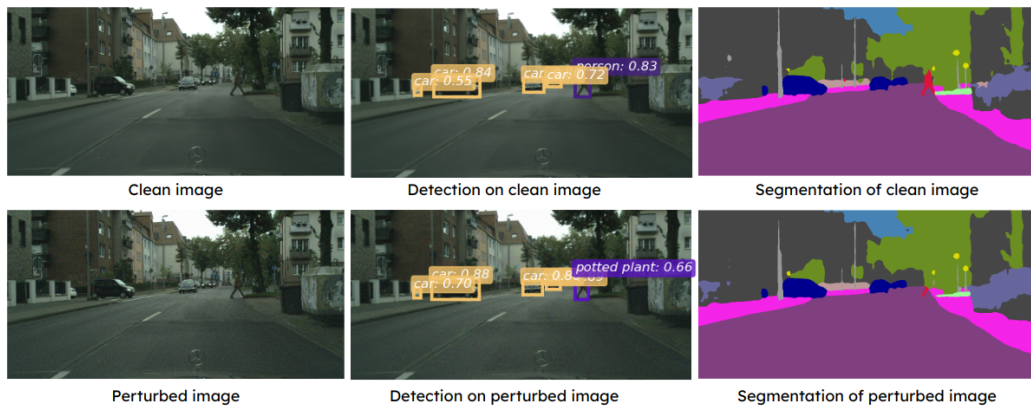 car: 0.84
person: 0.83
car: 0.55
car: 0.72
Clean image
Detection on clean image
Segmentation of clean image
potted plant: 0.66
car: 0.88
car: 0.70
Perturbed image
Detection on perturbed image
Segmentation of perturbed image